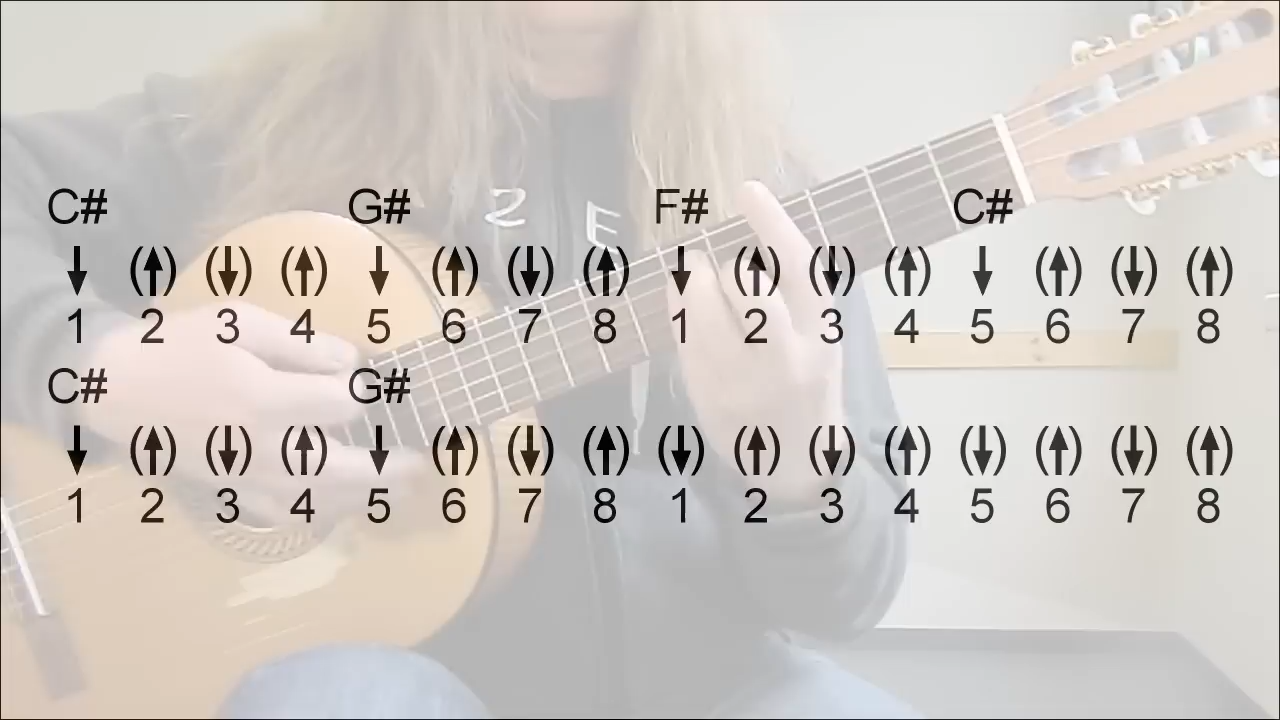 C# G# F# C#
↓ (↑) (↓) (↑) ↓ (↑) (↓) (↑) ↓ (↑) (↓) (↑) ↓ (↑) (↓) (↑)
1 2 3 4 5 6 7 8 1 2 3 4 5 6 7 8
C# G#
↓ (↑) (↓) (↑) ↓ (↑) (↓) (↑) (↓) (↑) (↓) (↑) (↓) (↑) (↓) (↑)
1 2 3 4 5 6 7 8 1 2 3 4 5 6 7 8